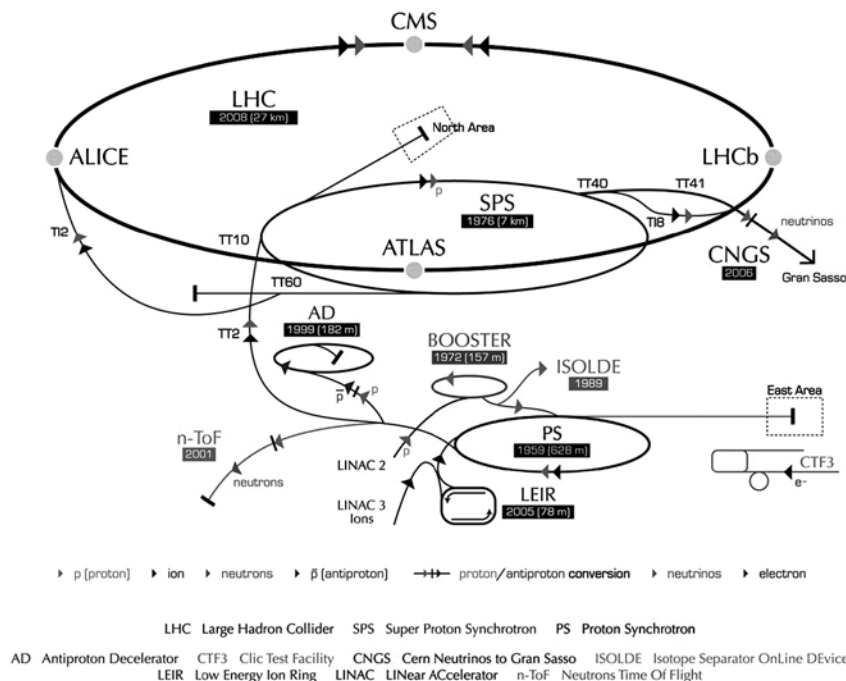 CMS
LHC
2008 (27 km)
North Area
ALICE
LHCb
TT40
TT41
p
SPS
1976 (7 km)
TI8
neutrinos
TI2
TT10
ATLAS
CNGS
2006
Gran Sasso
TT60
AD
1999 (182 m)
TT2
BOOSTER
1972 (157 m)
ISOLDE
1989
East Area
p̅
p
n-ToF
2001
PS
1959 (628 m)
p
LINAC 2
neutrons
CTF3
e-
LEIR
2005 (78 m)
LINAC 3
Ions
p (proton)
ion
neutrons
p̅ (antiproton)
proton/antiproton conversion
neutrinos
electron
LHC Large Hadron Collider SPS Super Proton Synchrotron PS Proton Synchrotron
AD Antiproton Decelerator CTF3 Clic Test Facility CNGS Cern Neutrinos to Gran Sasso ISOLDE Isotope Separator OnLine DEvice
LEIR Low Energy Ion Ring LINAC LINear ACcelerator n-ToF Neutrons Time Of Flight